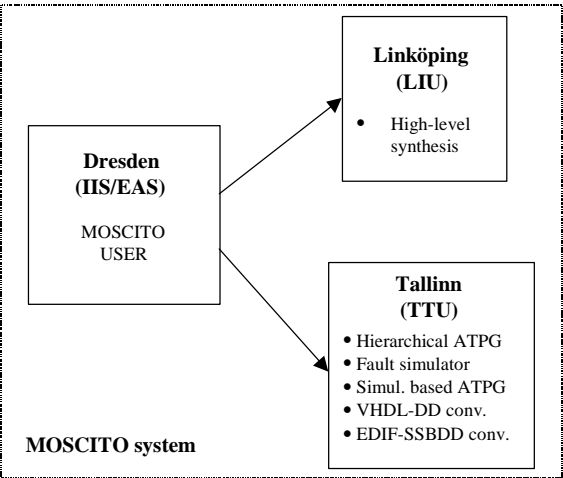 Linköping
(LIU)
• High-level
synthesis
Dresden
(IIS/EAS)
MOSCITO
USER
Tallinn
(TTU)
• Hierarchical ATPG
• Fault simulator
• Simul. based ATPG
• VHDL-DD conv.
• EDIF-SSBDD conv.
MOSCITO system